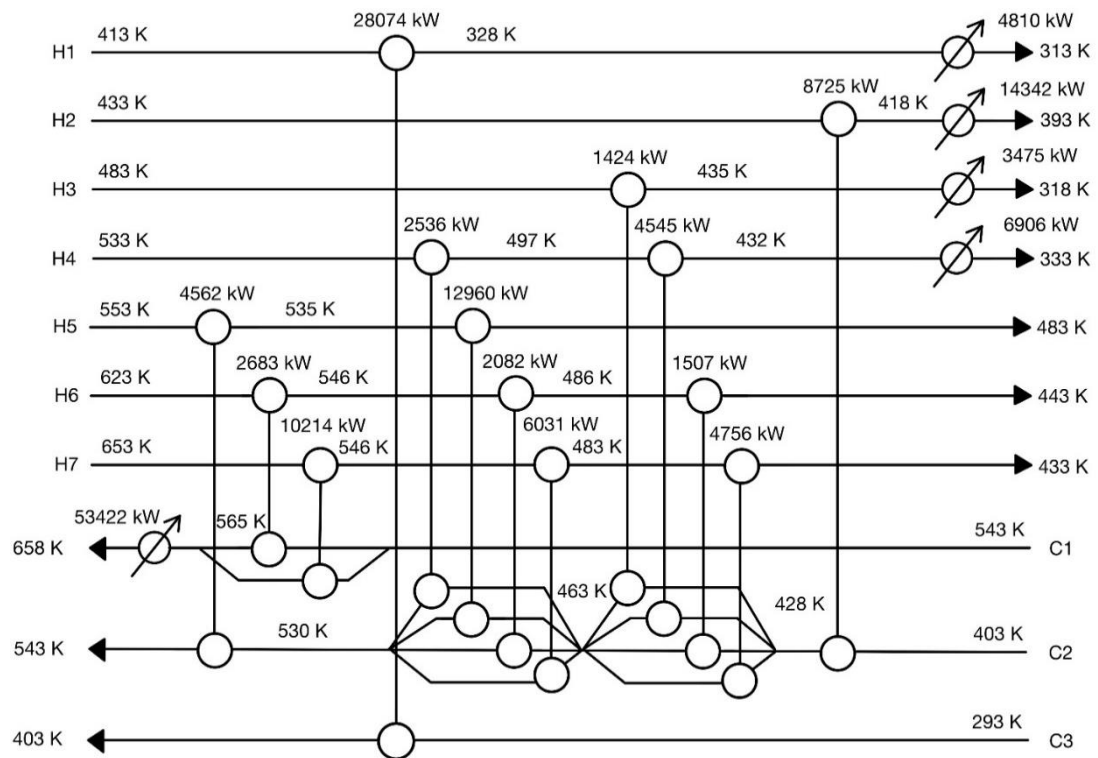 28074 kW
4810 kW
413 K
328 K
H1
313 K
8725 kW
14342 kW
433 K
418 K
H2
393 K
1424 kW
3475 kW
483 K
435 K
H3
318 K
2536 kW
4545 kW
6906 kW
533 K
497 K
432 K
H4
333 K
4562 kW
12960 kW
553 K
535 K
H5
483 K
2683 kW
2082 kW
1507 kW
623 K
546 K
486 K
H6
443 K
10214 kW
6031 kW
4756 kW
653 K
546 K
483 K
H7
433 K
53422 kW
565 K
543 K
658 K
C1
463 K
428 K
530 K
403 K
543 K
C2
293 K
403 K
C3